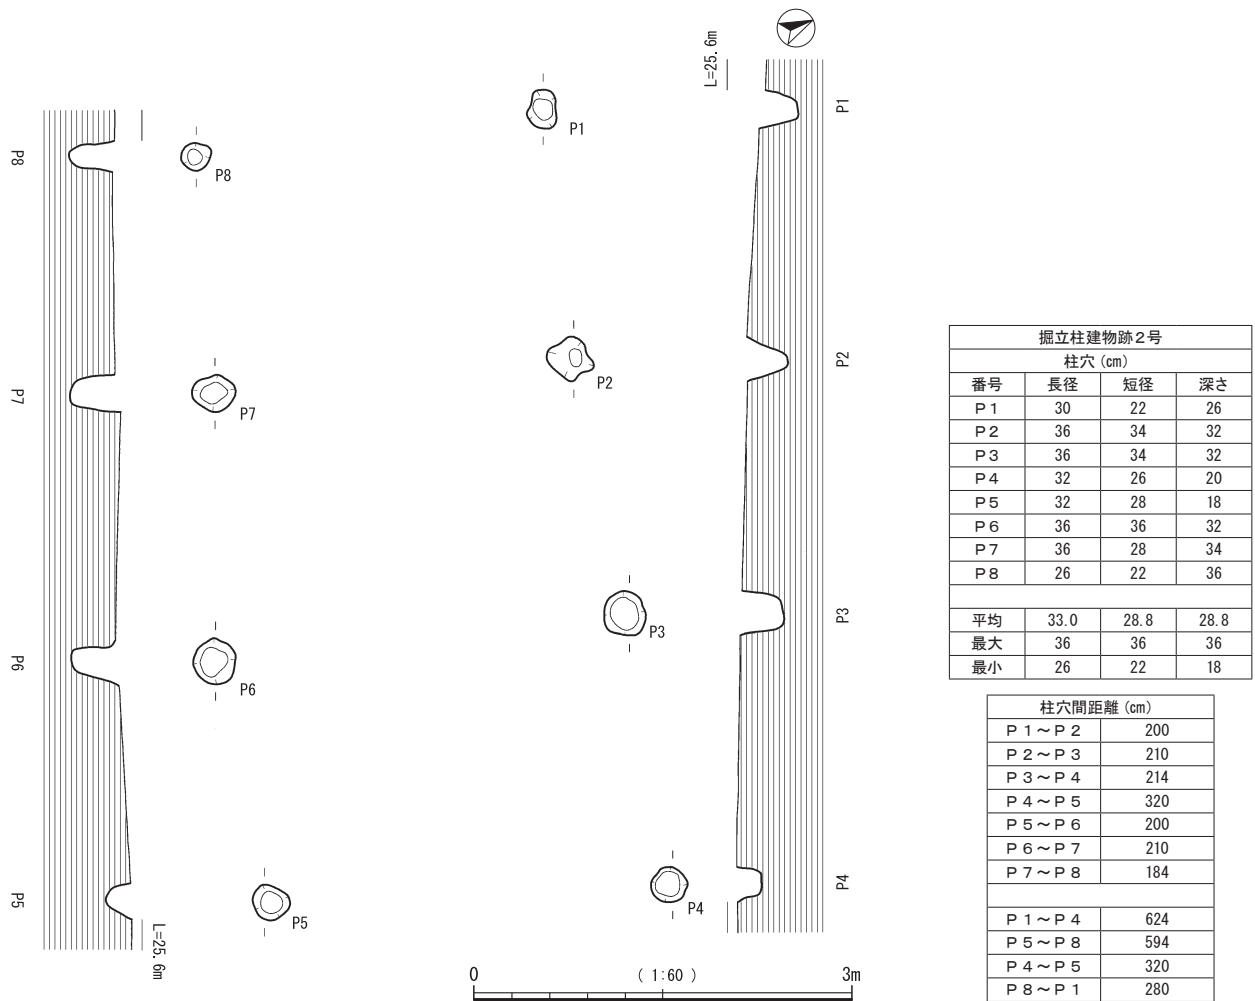 L=25.6m
P1
P1
P8
P8
P2
P2
P7
P7
P3
P3
P6
P6
P4
P4
P5
P5
L=25.6m
0
( 1:60 )
3m
掘立柱建物跡2号
柱穴 (cm)
番号 長径 短径 深さ
P1 30 22 26
P2 36 34 32
P3 36 34 32
P4 32 26 20
P5 32 28 18
P6 36 36 32
P7 36 28 34
P8 26 22 36
平均 33.0 28.8 28.8
最大 36 36 36
最小 26 22 18
柱穴間距離 (cm)
P1~P2 200
P2~P3 210
P3~P4 214
P4~P5 320
P5~P6 200
P6~P7 210
P7~P8 184
P1~P4 624
P5~P8 594
P4~P5 320
P8~P1 280